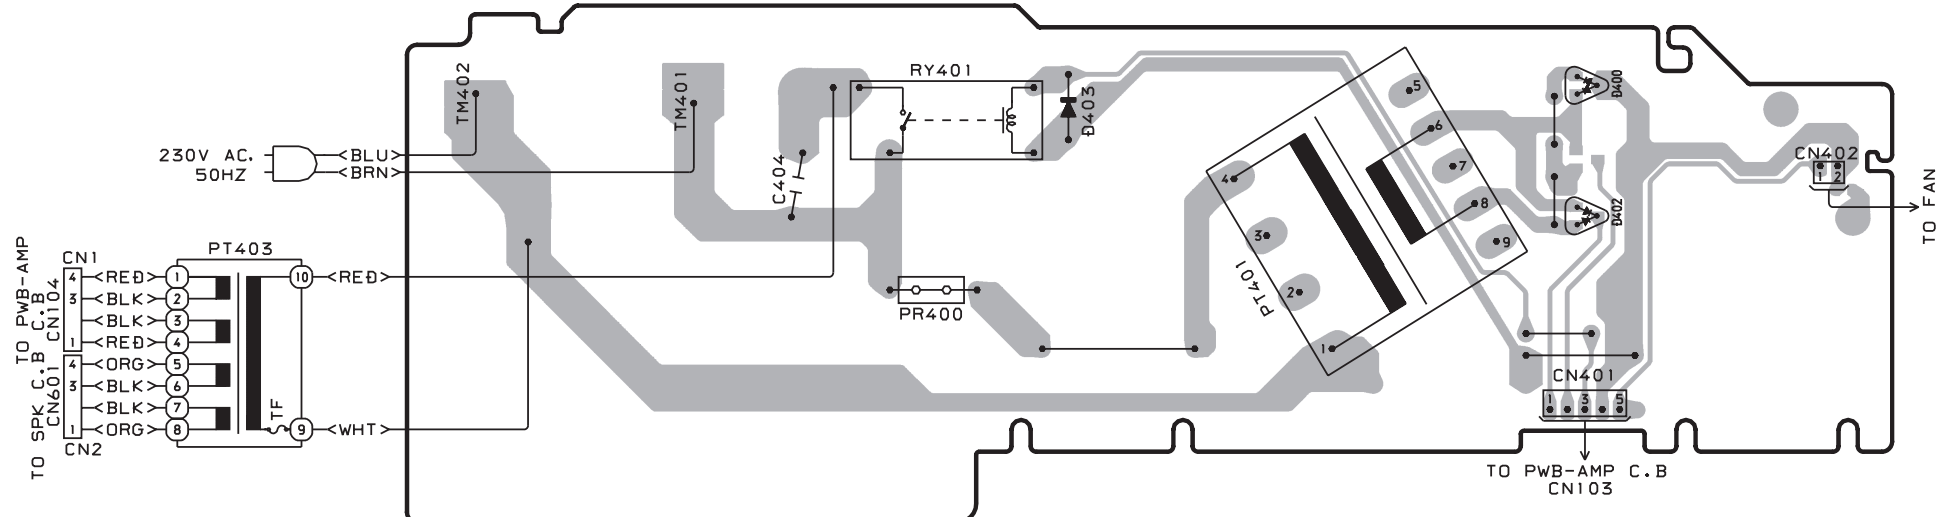 230V AC.
50HZ
<BLU>
<BRN>
TM402
TM401
C404
RY401
D403
PR400
PT401
4
3
2
1
5
6
7
8
9
D400
D402
CN402
1 2
TO FAN
CN401
1 3 5
TO PWB-AMP C.B
CN103
PT403
TO PWB-AMP C.B
CN104
CN1
4 <RED> 1
3 <BLK> 2
<BLK> 3
1 <RED> 4
TO SPK C.B
CN601
4 <ORG> 5
3 <BLK> 6
<BLK> 7
1 <ORG> 8
CN2
TF
10 <RED>
9 <WHT>